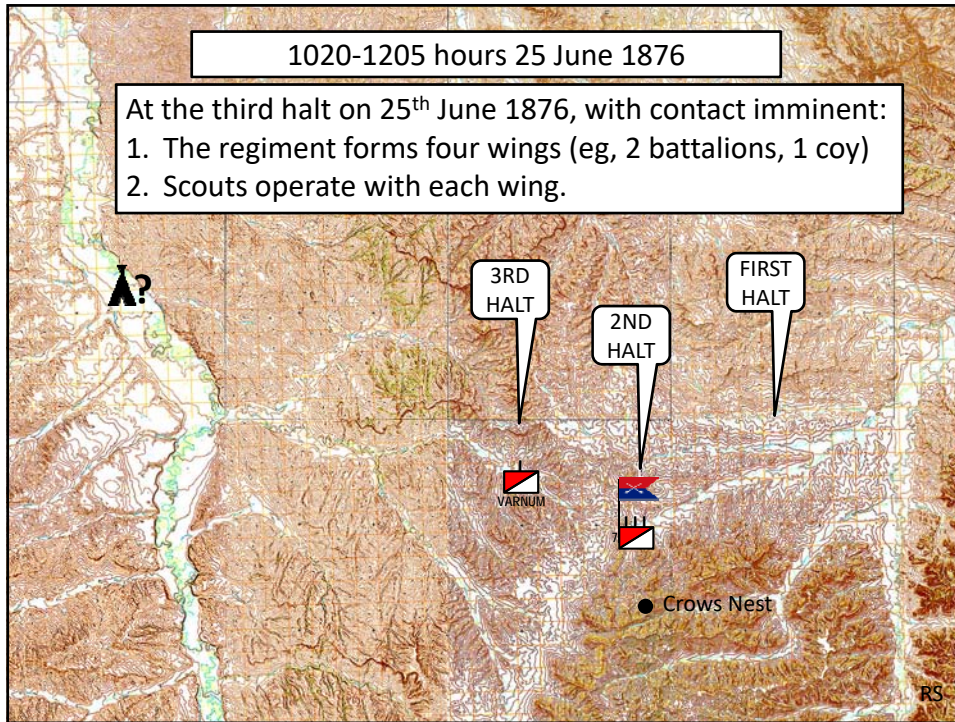 1020-1205 hours 25 June 1876
At the third halt on 25th June 1876, with contact imminent:
1. The regiment forms four wings (eg, 2 battalions, 1 coy)
2. Scouts operate with each wing.
?
3RD
HALT
2ND
HALT
FIRST
HALT
VARNUM
7
Crows Nest
RS